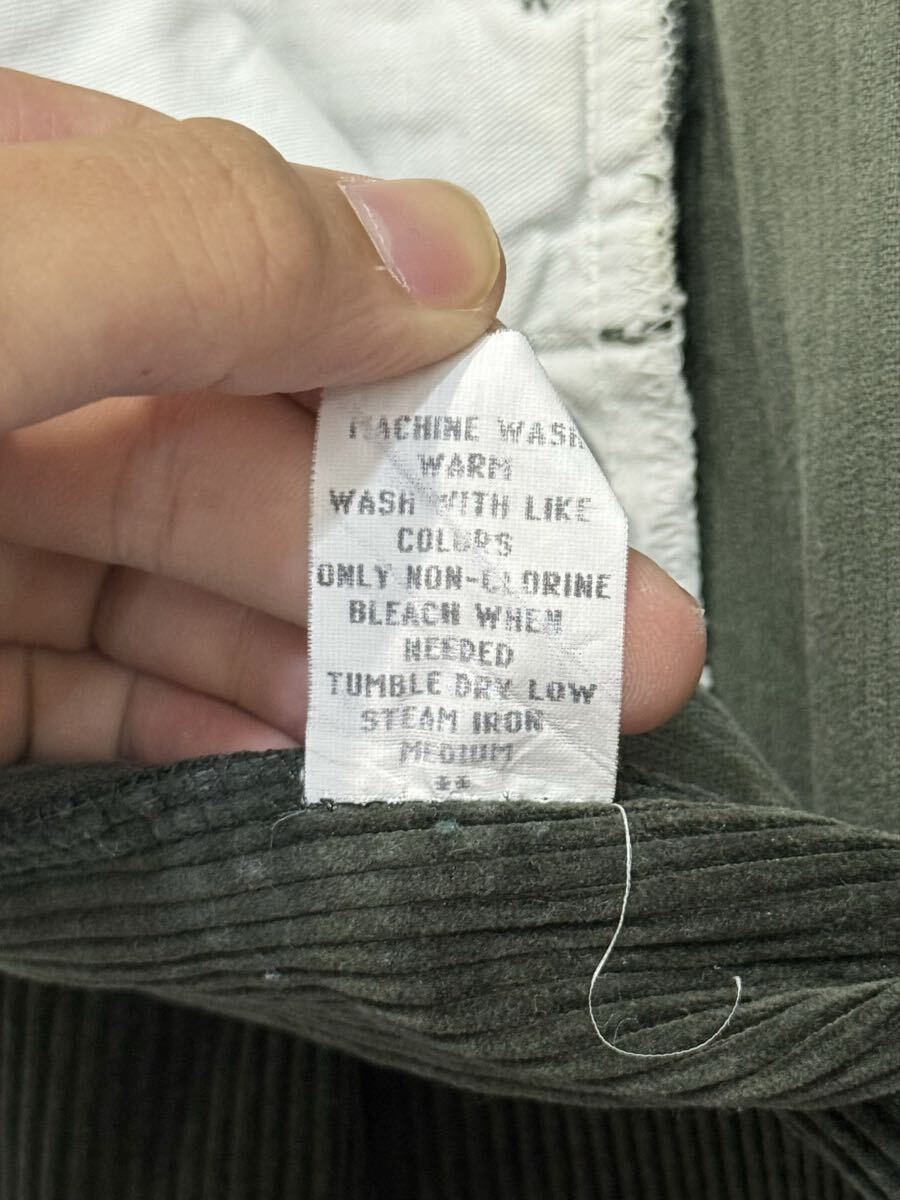 MACHINE WASH
WARM
WASH WITH LIKE
COLORS
ONLY NON-CLORINE
BLEACH WHEN
NEEDED
TUMBLE DRY LOW
STEAM IRON
MEDIUM
**